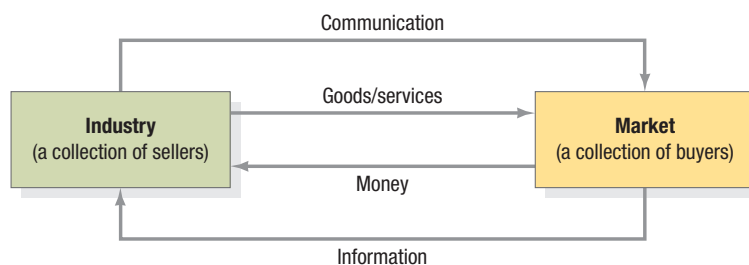 Communication
Goods/services
Industry
(a collection of sellers)
Market
(a collection of buyers)
Money
Information